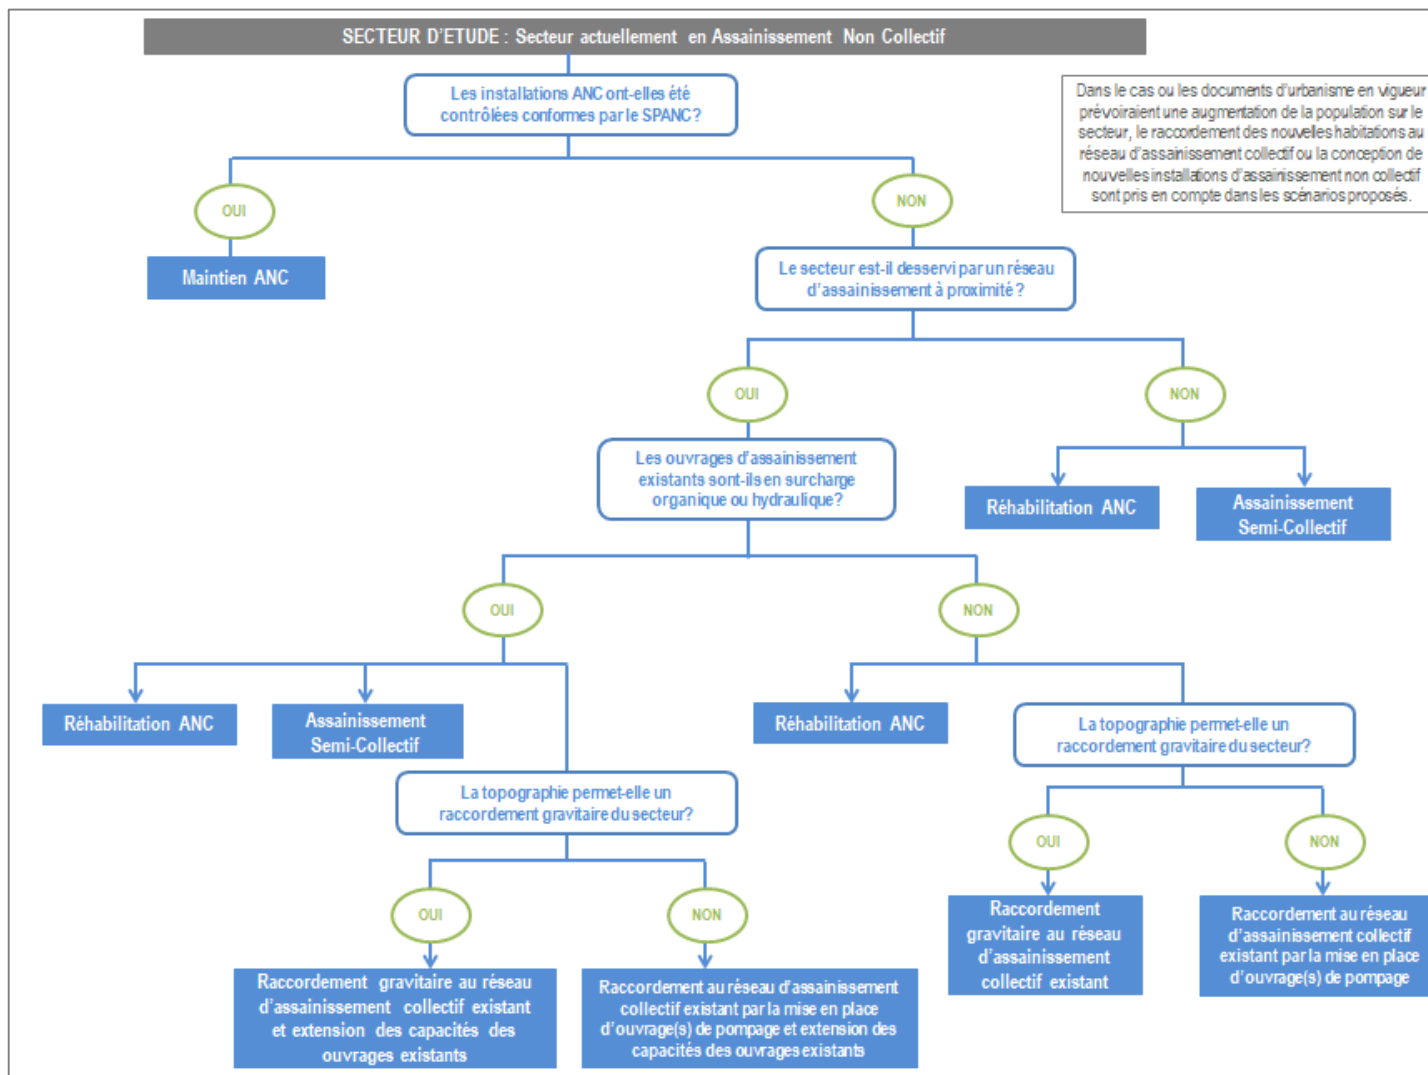 SECTEUR D'ETUDE : Secteur actuellement en Assainissement Non Collectif
Les installations ANC ont-elles été
contrôlées conformes par le SPANC?
Dans le cas ou les documents d'urbanisme en vigueur
prévoiraient une augmentation de la population sur le
secteur, le raccordement des nouvelles habitations au
réseau d'assainissement collectif ou la conception de
nouvelles installations d'assainissement non collectif
sont pris en compte dans les scénarios proposés.
OUI
NON
Maintien ANC
Le secteur est-il desservi par un réseau
d'assainissement à proximité ?
OUI
NON
Les ouvrages d'assainissement
existants sont-ils en surcharge
organique ou hydraulique?
Réhabilitation ANC
Assainissement
Semi-Collectif
OUI
NON
Réhabilitation ANC
Assainissement
Semi-Collectif
Réhabilitation ANC
La topographie permet-elle un
raccordement gravitaire du secteur?
La topographie permet-elle un
raccordement gravitaire du secteur?
OUI
NON
OUI
NON
Raccordement
gravitaire au réseau
d'assainissement
collectif existant
Raccordement au réseau
d'assainissement collectif
existant par la mise en place
d'ouvrage(s) de pompage
Raccordement gravitaire au réseau
d'assainissement collectif existant
et extension des capacités des
ouvrages existants
Raccordement au réseau d'assainissement
collectif existant par la mise en place
d'ouvrage(s) de pompage et extension des
capacités des ouvrages existants